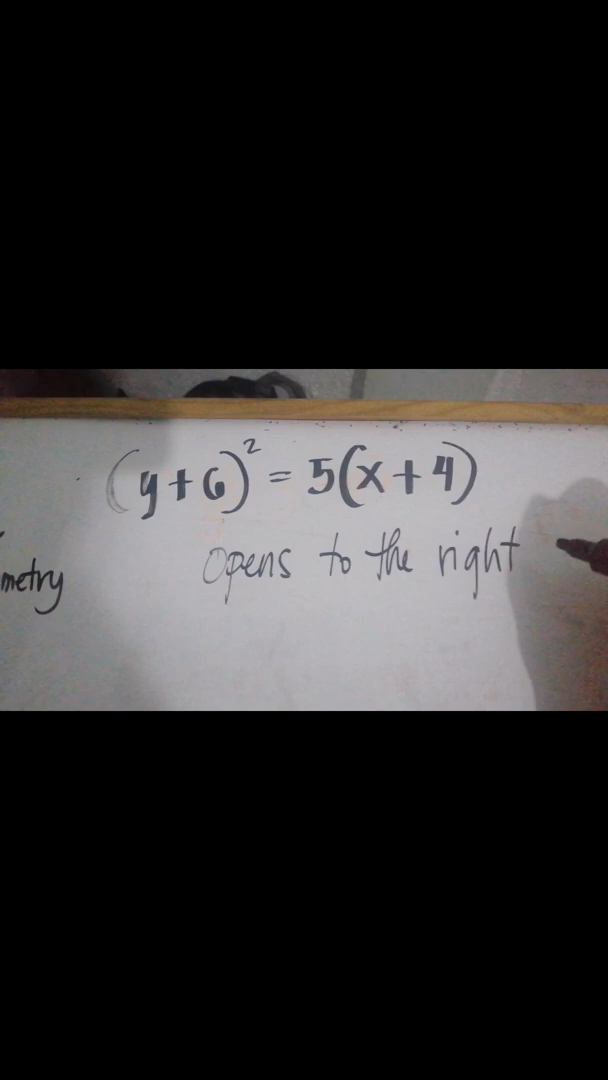 (y+6)² = 5(x+4)
metry
opens to the right